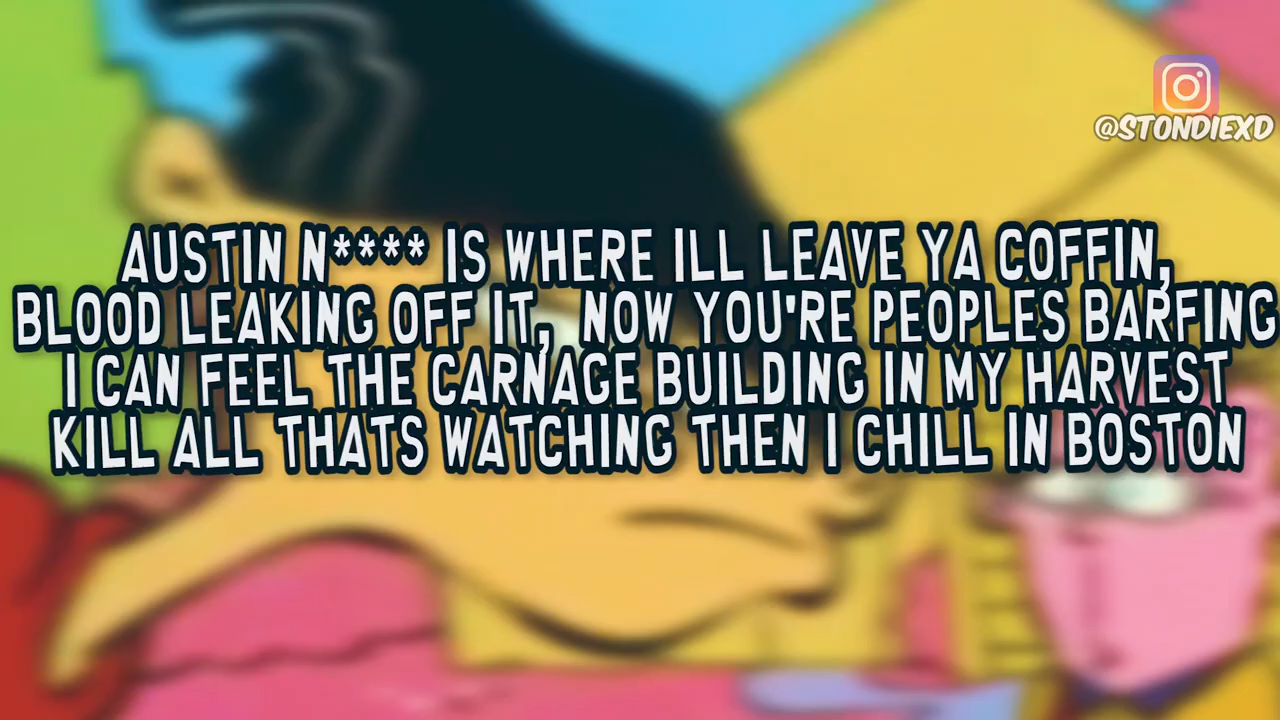 @STONDIEXD
AUSTIN N**** IS WHERE ILL LEAVE YA COFFIN,
BLOOD LEAKING OFF IT, NOW YOU'RE PEOPLES BARFING
I CAN FEEL THE CARNAGE BUILDING IN MY HARVEST
KILL ALL THATS WATCHING THEN I CHILL IN BOSTON